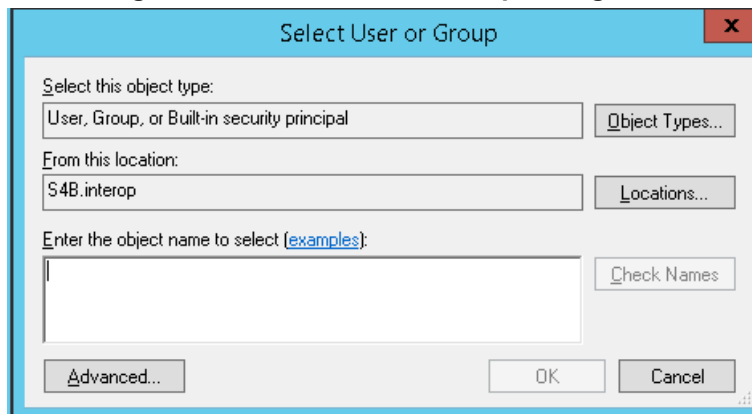 Select User or Group
x
Select this object type:
User, Group, or Built-in security principal
Object Types...
From this location:
S4B.interop
Locations...
Enter the object name to select (examples):
Check Names
Advanced...
OK
Cancel